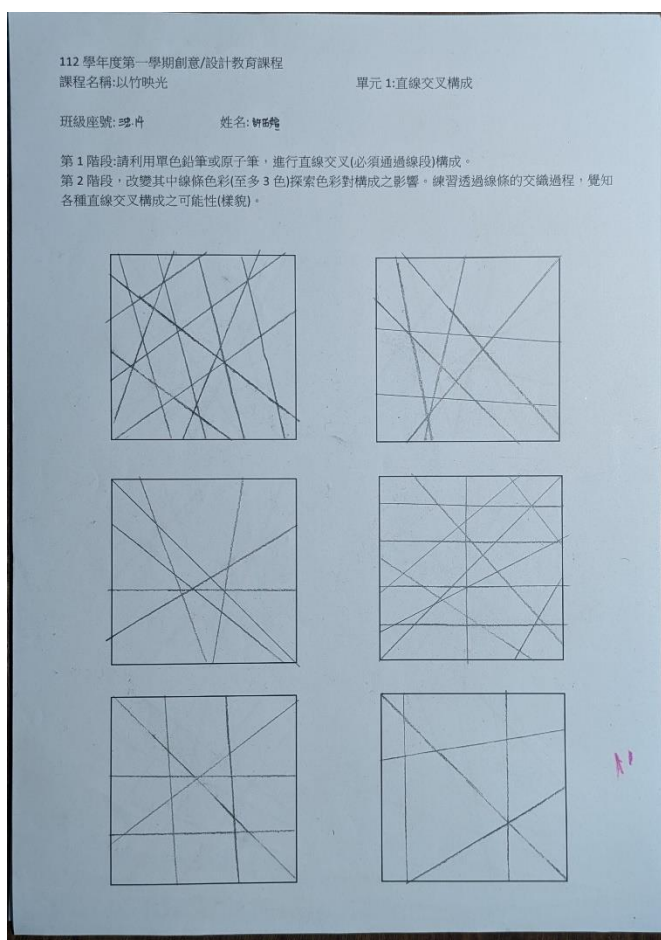 112 學年度第一學期創意/設計教育課程
課程名稱:以竹映光 單元 1:直線交叉構成
班級座號: 姓名:
第 1 階段:請利用單色鉛筆或原子筆，進行直線交叉(必須通過線段)構成。
第 2 階段，改變其中線條色彩(至多 3 色)探索色彩對構成之影響。練習透過線條的交織過程，覺知
各種直線交叉構成之可能性(樣貌)。